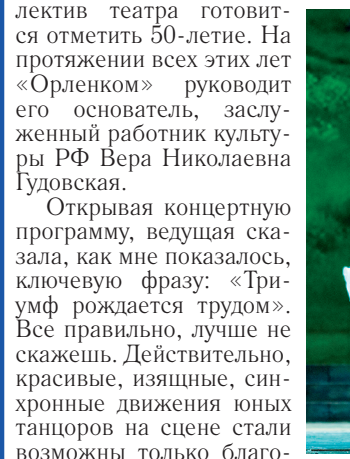 лектив театра готовит-
ся отметить 50-летие. На
протяжении всех этих лет
«Орленком» руководит
его основатель, заслу-
женный работник культу-
ры РФ Вера Николаевна
Гудовская.
Открывая концертную
программу, ведущая ска-
зала, как мне показалось,
ключевую фразу: «Три-
умф рождается трудом».
Все правильно, лучше не
скажешь. Действительно,
красивые, изящные, син-
хронные движения юных
танцоров на сцене стали
возможны только благо-